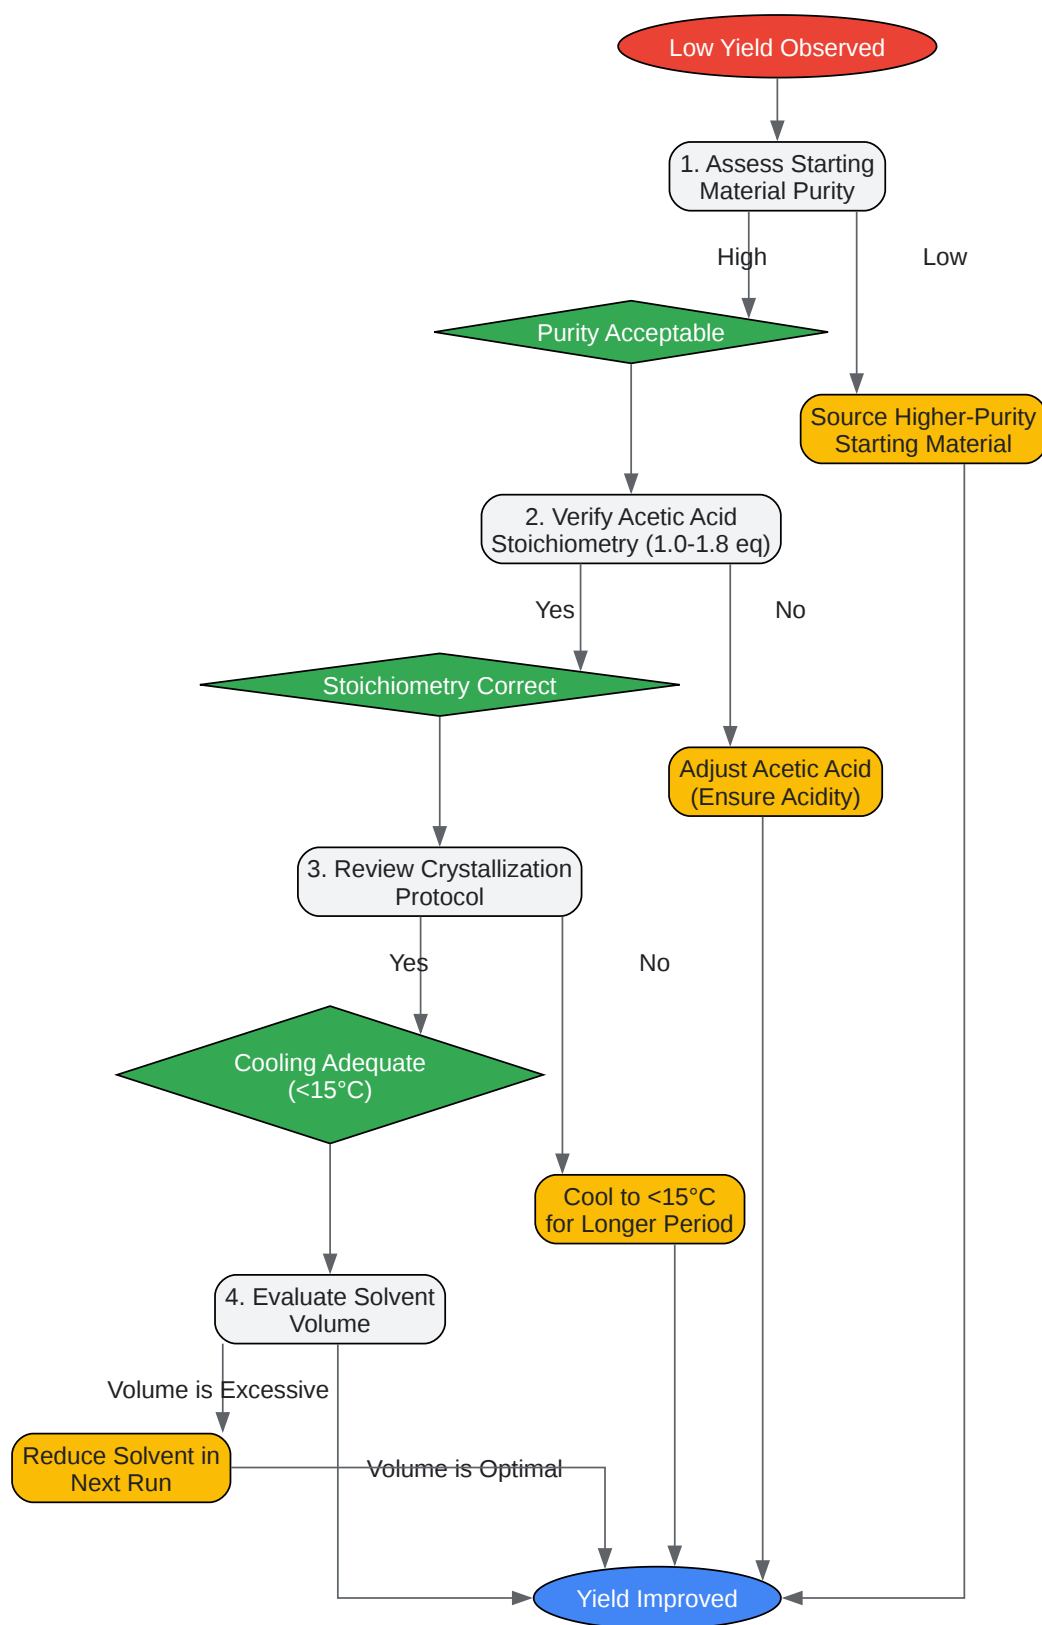 Low Yield Observed
1. Assess Starting
Material Purity
High
Low
Purity Acceptable
Source Higher-Purity
Starting Material
2. Verify Acetic Acid
Stoichiometry (1.0-1.8 eq)
Yes
No
Stoichiometry Correct
Adjust Acetic Acid
(Ensure Acidity)
3. Review Crystallization
Protocol
Yes
No
Cooling Adequate
(<15°C)
Cool to <15°C
for Longer Period
4. Evaluate Solvent
Volume
Volume is Excessive
Reduce Solvent in
Next Run
Volume is Optimal
Yield Improved